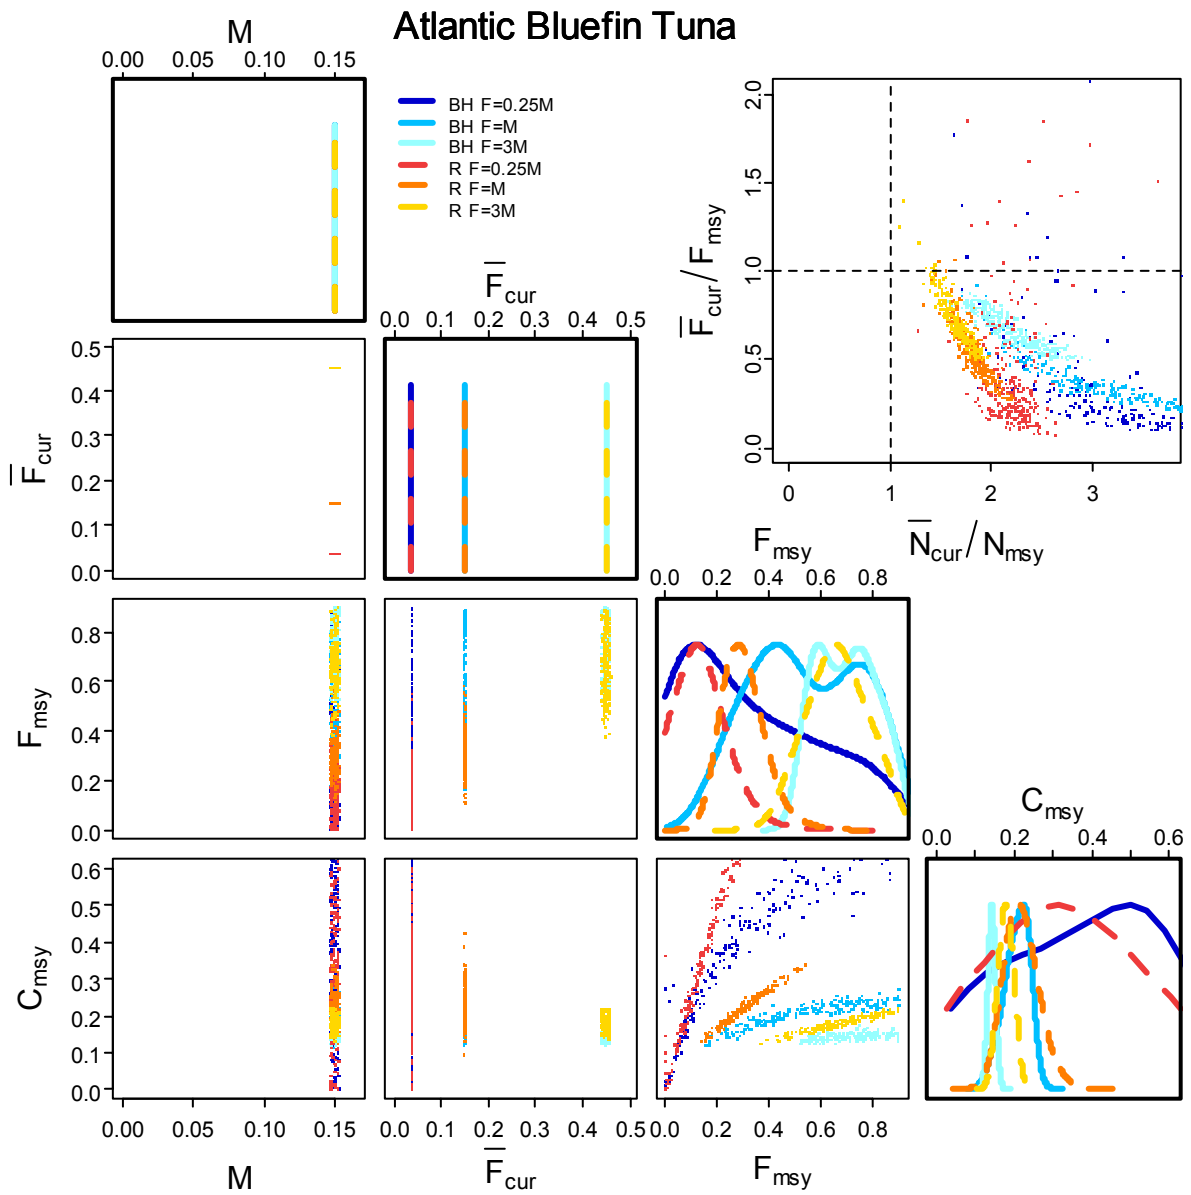 Atlantic Bluefin Tuna
M
0.00 0.05 0.10 0.15
BH F=0.25M
BH F=M
BH F=3M
R F=0.25M
R F=M
R F=3M
F̅cur / Fmsy
0.0 0.5 1.0 1.5 2.0
0 1 2 3
N̅cur / Nmsy
F̅cur
0.0 0.1 0.2 0.3 0.4 0.5
F̅cur
0.5
0.4
0.3
0.2
0.1
0.0
Fmsy
0.0 0.2 0.4 0.6 0.8
Fmsy
0.8
0.6
0.4
0.2
0.0
Cmsy
0.0 0.2 0.4 0.6
Cmsy
0.6
0.5
0.4
0.3
0.2
0.1
0.0
0.00 0.05 0.10 0.15
M
0.0 0.1 0.2 0.3 0.4 0.5
F̅cur
0.0 0.2 0.4 0.6 0.8
Fmsy